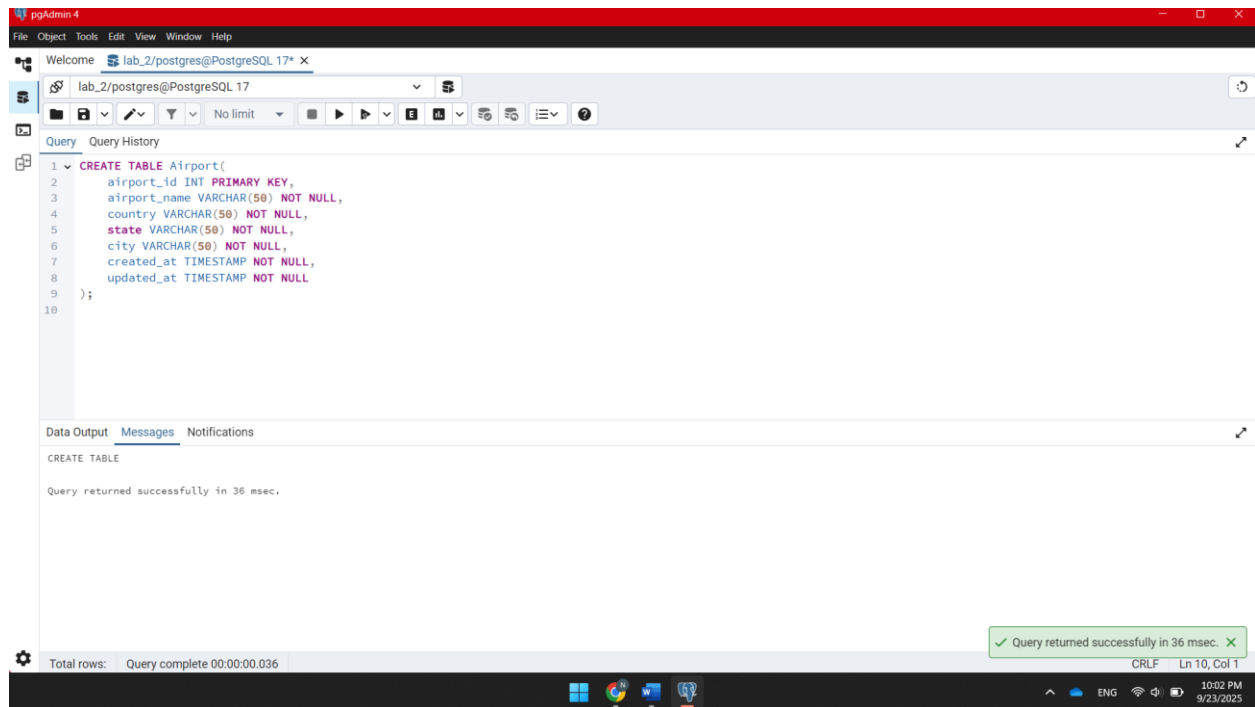 pgAdmin 4
File Object Tools Edit View Window Help
Welcome lab_2/postgres@PostgreSQL 17*
lab_2/postgres@PostgreSQL 17
No limit
E
Query Query History
1 CREATE TABLE Airport(
2 airport_id INT PRIMARY KEY,
3 airport_name VARCHAR(50) NOT NULL,
4 country VARCHAR(50) NOT NULL,
5 state VARCHAR(50) NOT NULL,
6 city VARCHAR(50) NOT NULL,
7 created_at TIMESTAMP NOT NULL,
8 updated_at TIMESTAMP NOT NULL
9 );
10
Data Output Messages Notifications
CREATE TABLE
Query returned successfully in 36 msec.
Query returned successfully in 36 msec.
Total rows: Query complete 00:00:00.036 CRLF Ln 10, Col 1
N W ENG 10:02 PM
9/23/2025